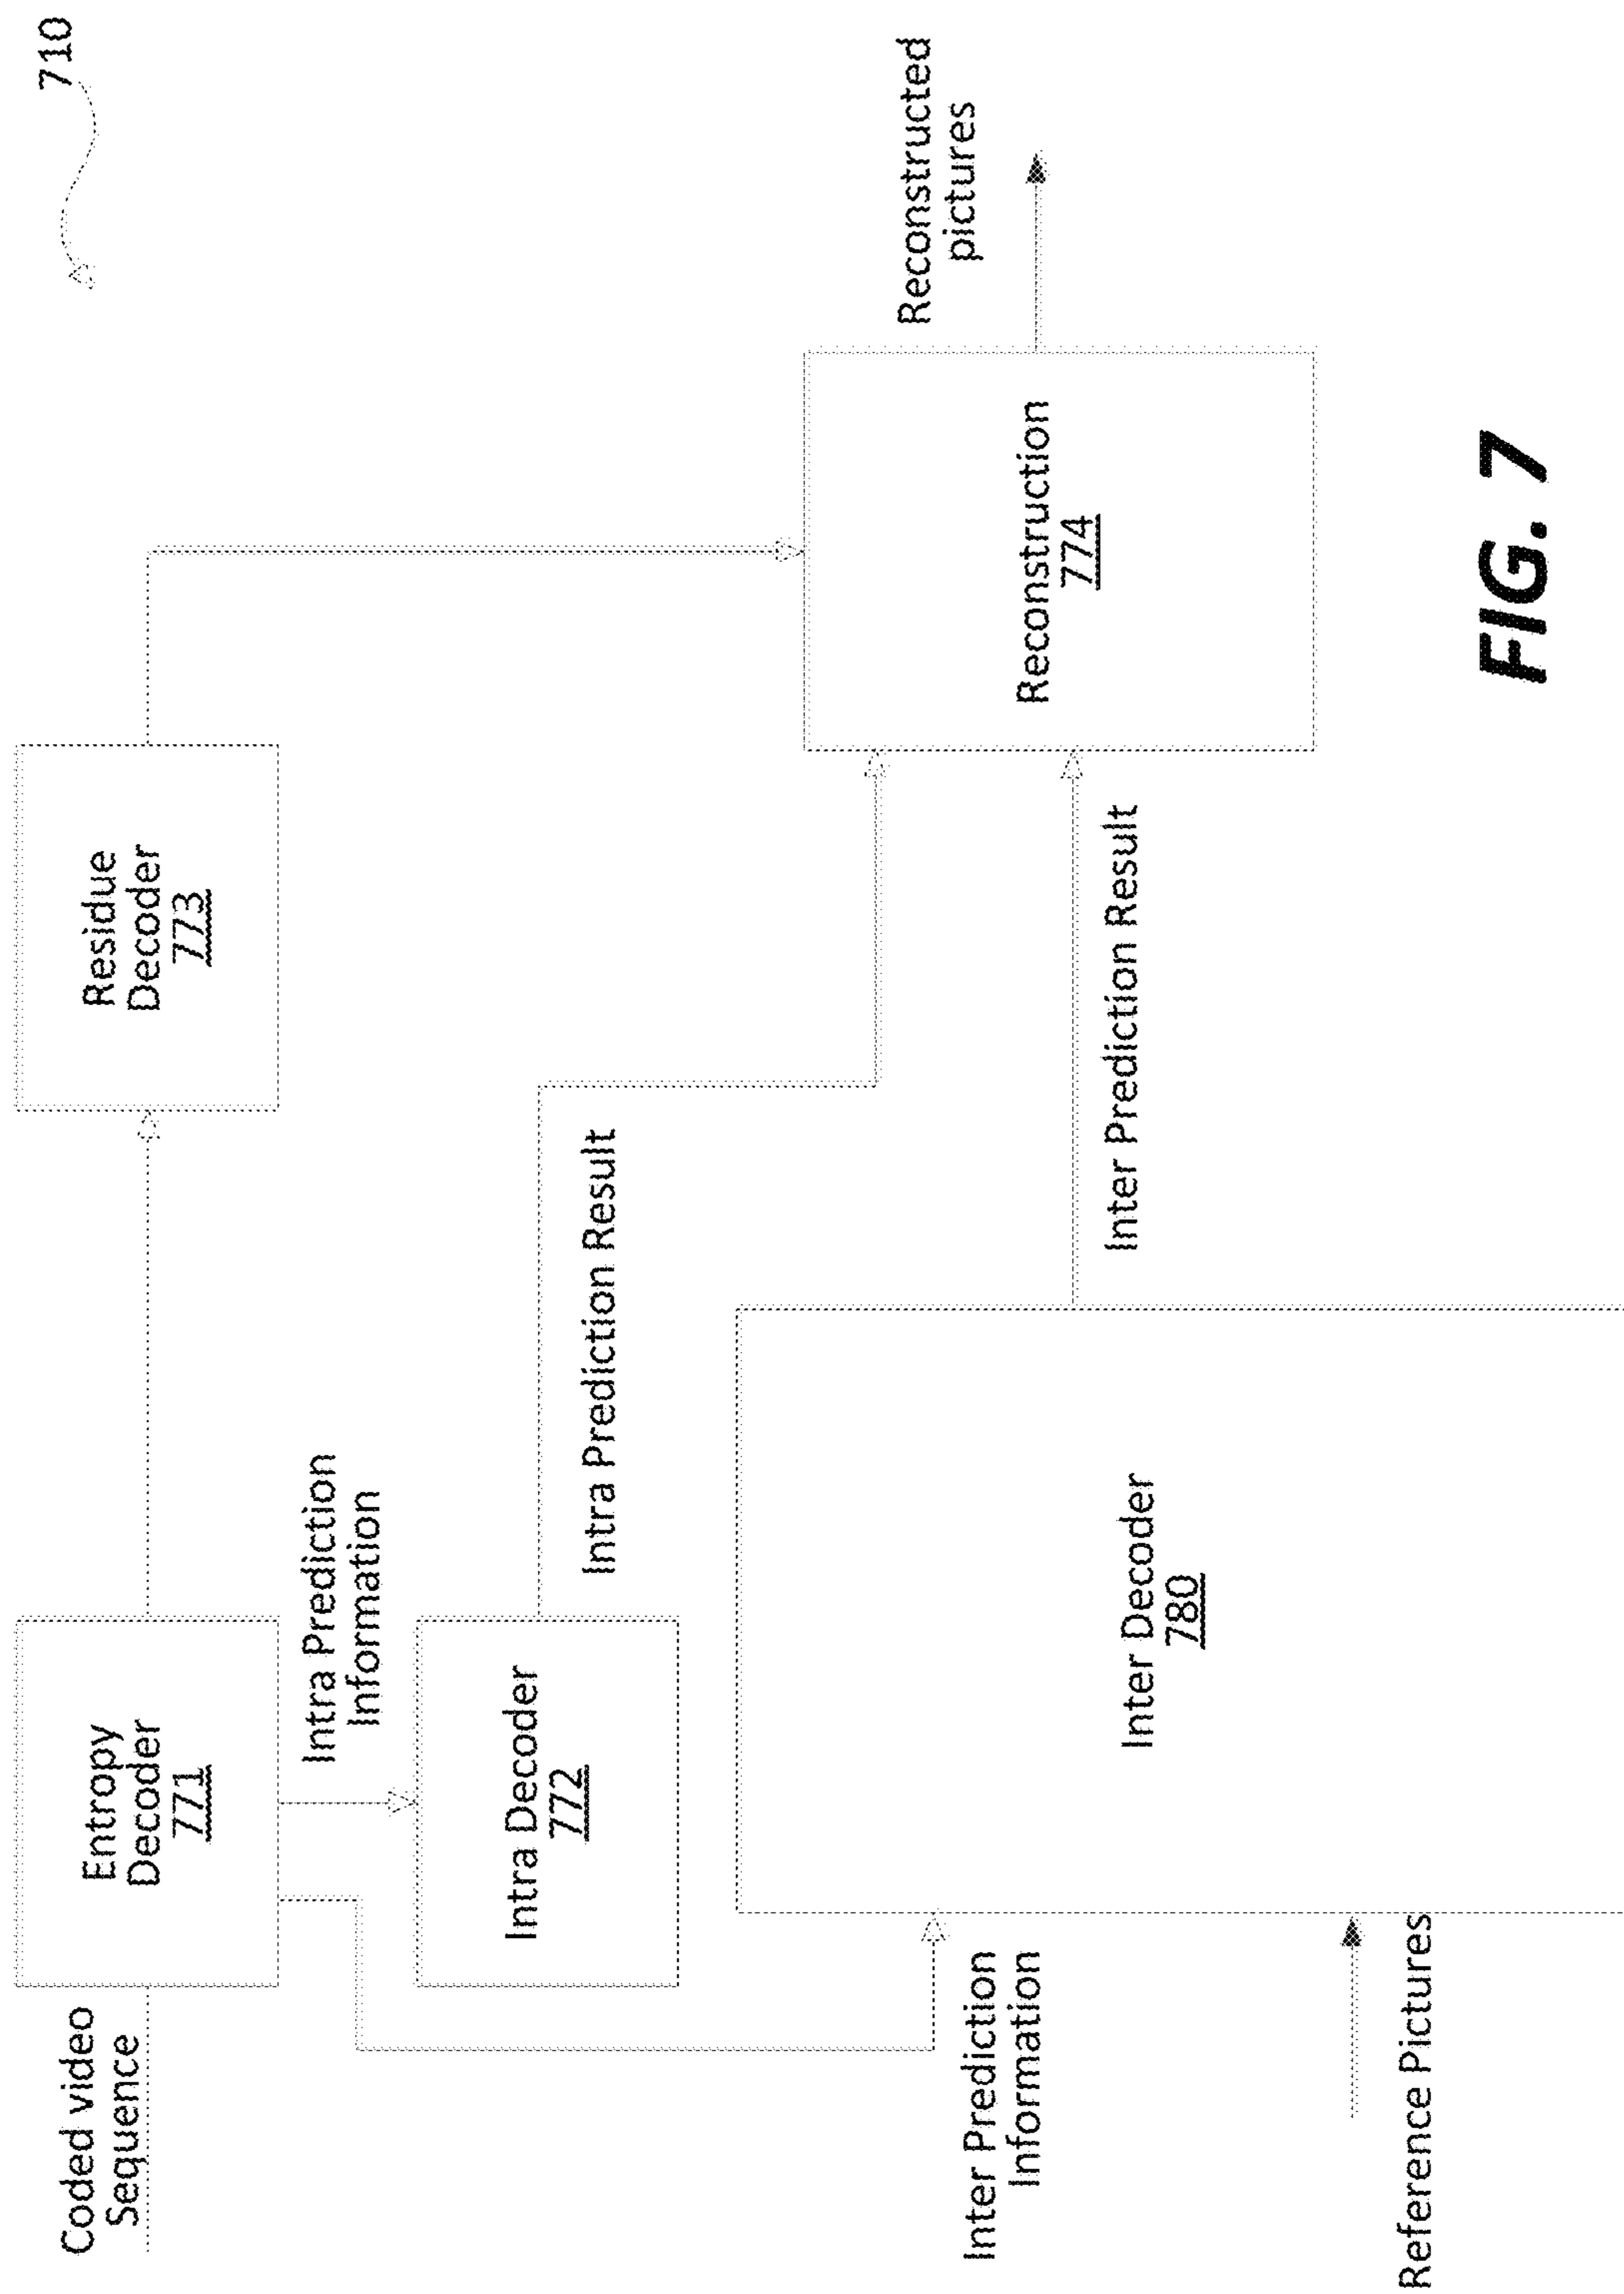 710
Coded video
Sequence
Entropy
Decoder
771
Residue
Decoder
773
Intra Prediction
Information
Intra Decoder
772
Intra Prediction Result
Inter Prediction
Information
Inter Decoder
780
Inter Prediction Result
Reference Pictures
Reconstruction
774
Reconstructed
pictures
FIG. 7